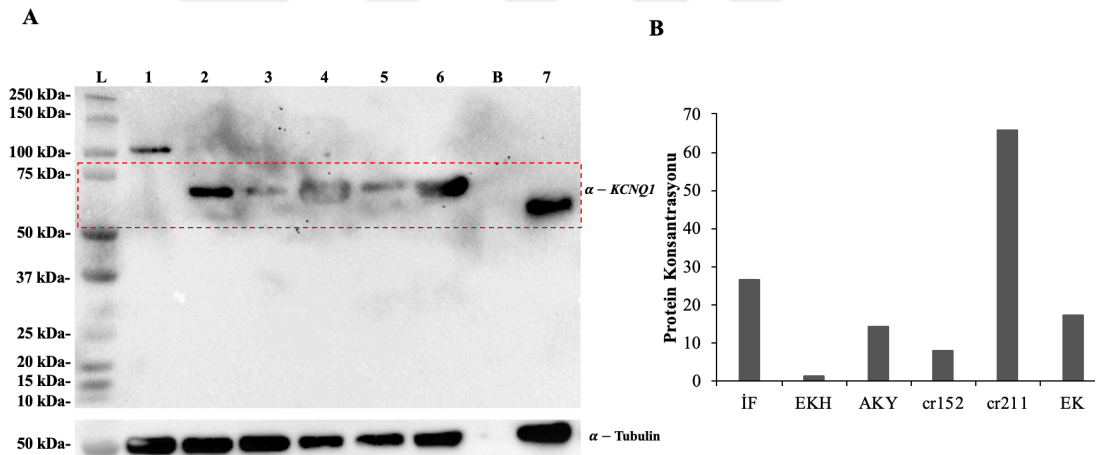 A
L 1 2 3 4 5 6 B 7
250 kDa-
150 kDa-
100 kDa-
75 kDa-
50 kDa-
37 kDa-
25 kDa-
20 kDa-
15 kDa-
10 kDa-
α – KCNQ1
50 kDa-
α – Tubulin
B
Protein Konsantrasyonu
70
60
50
40
30
20
10
0
İF EKH AKY cr152 cr211 EK